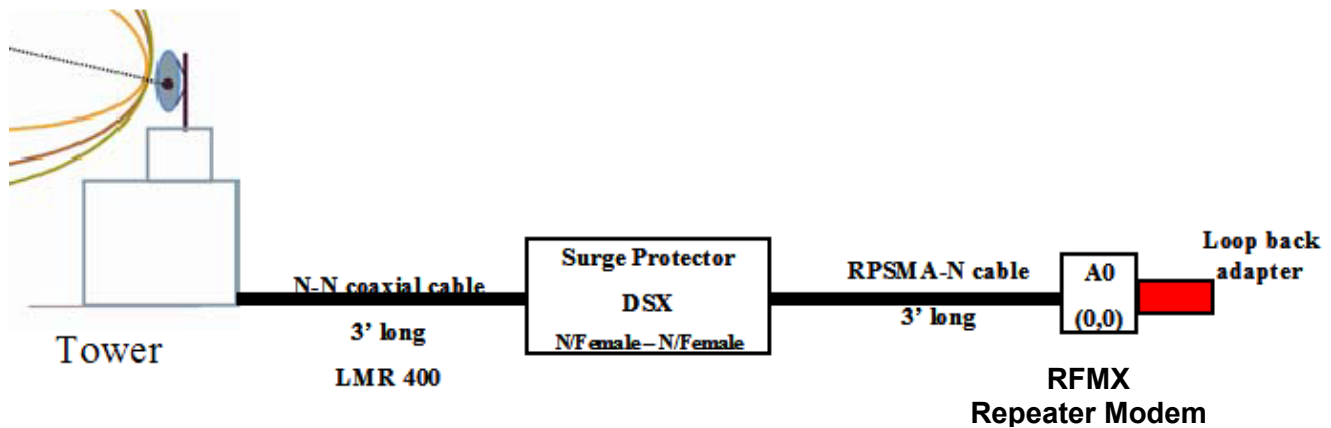 Tower
N-N coaxial cable
3’ long
LMR 400
Surge Protector
DSX
N/Female – N/Female
RPSMA-N cable
3’ long
A0
(0,0)
Loop back
adapter
RFMX
Repeater Modem